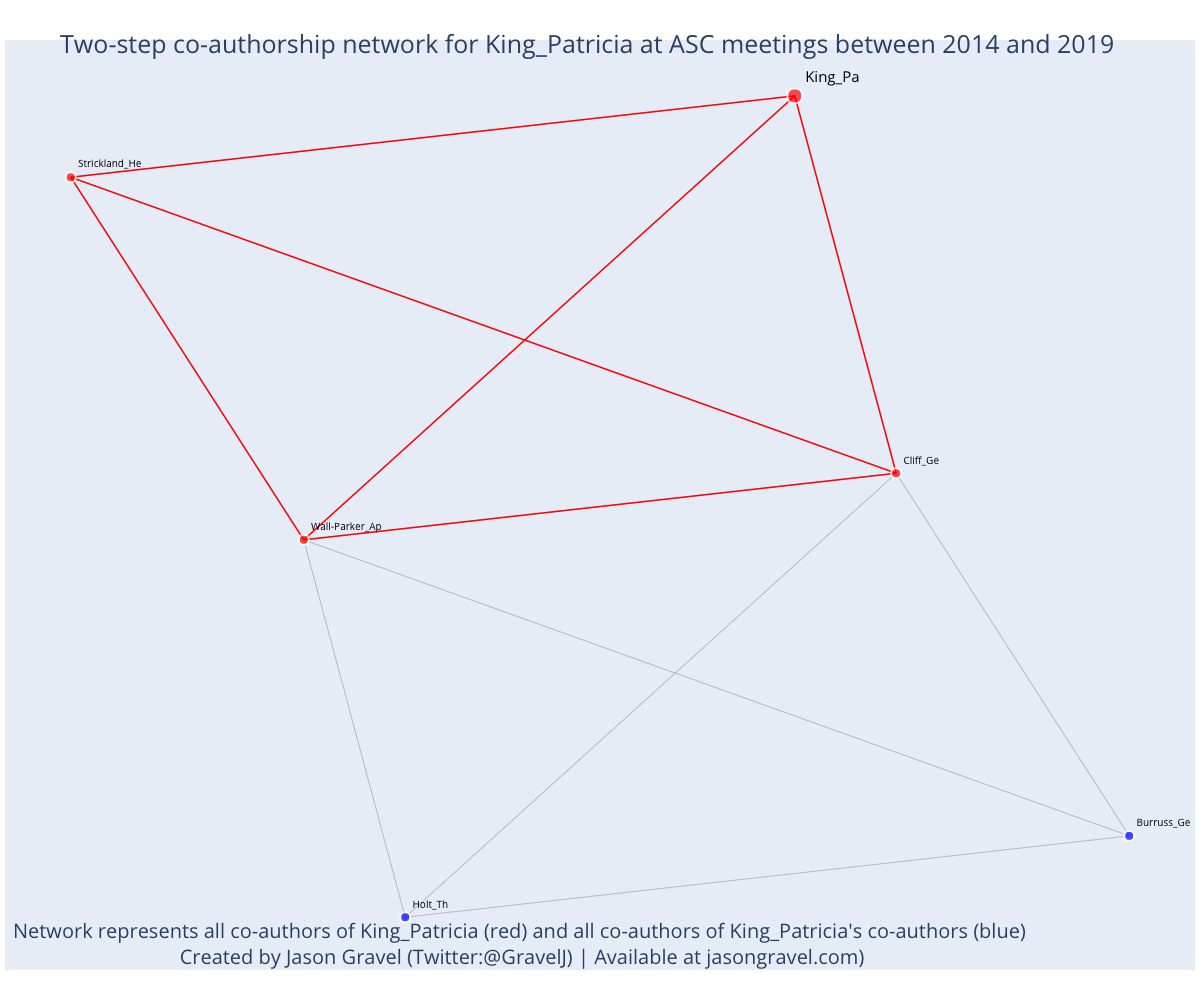 Two-step co-authorship network for King_Patricia at ASC meetings between 2014 and 2019
King_Pa
Strickland_He
Cliff_Ge
Wall-Parker_Ap
Burruss_Ge
Holt_Th
Network represents all co-authors of King_Patricia (red) and all co-authors of King_Patricia's co-authors (blue)
Created by Jason Gravel (Twitter:@GravelJ) | Available at jasongravel.com)